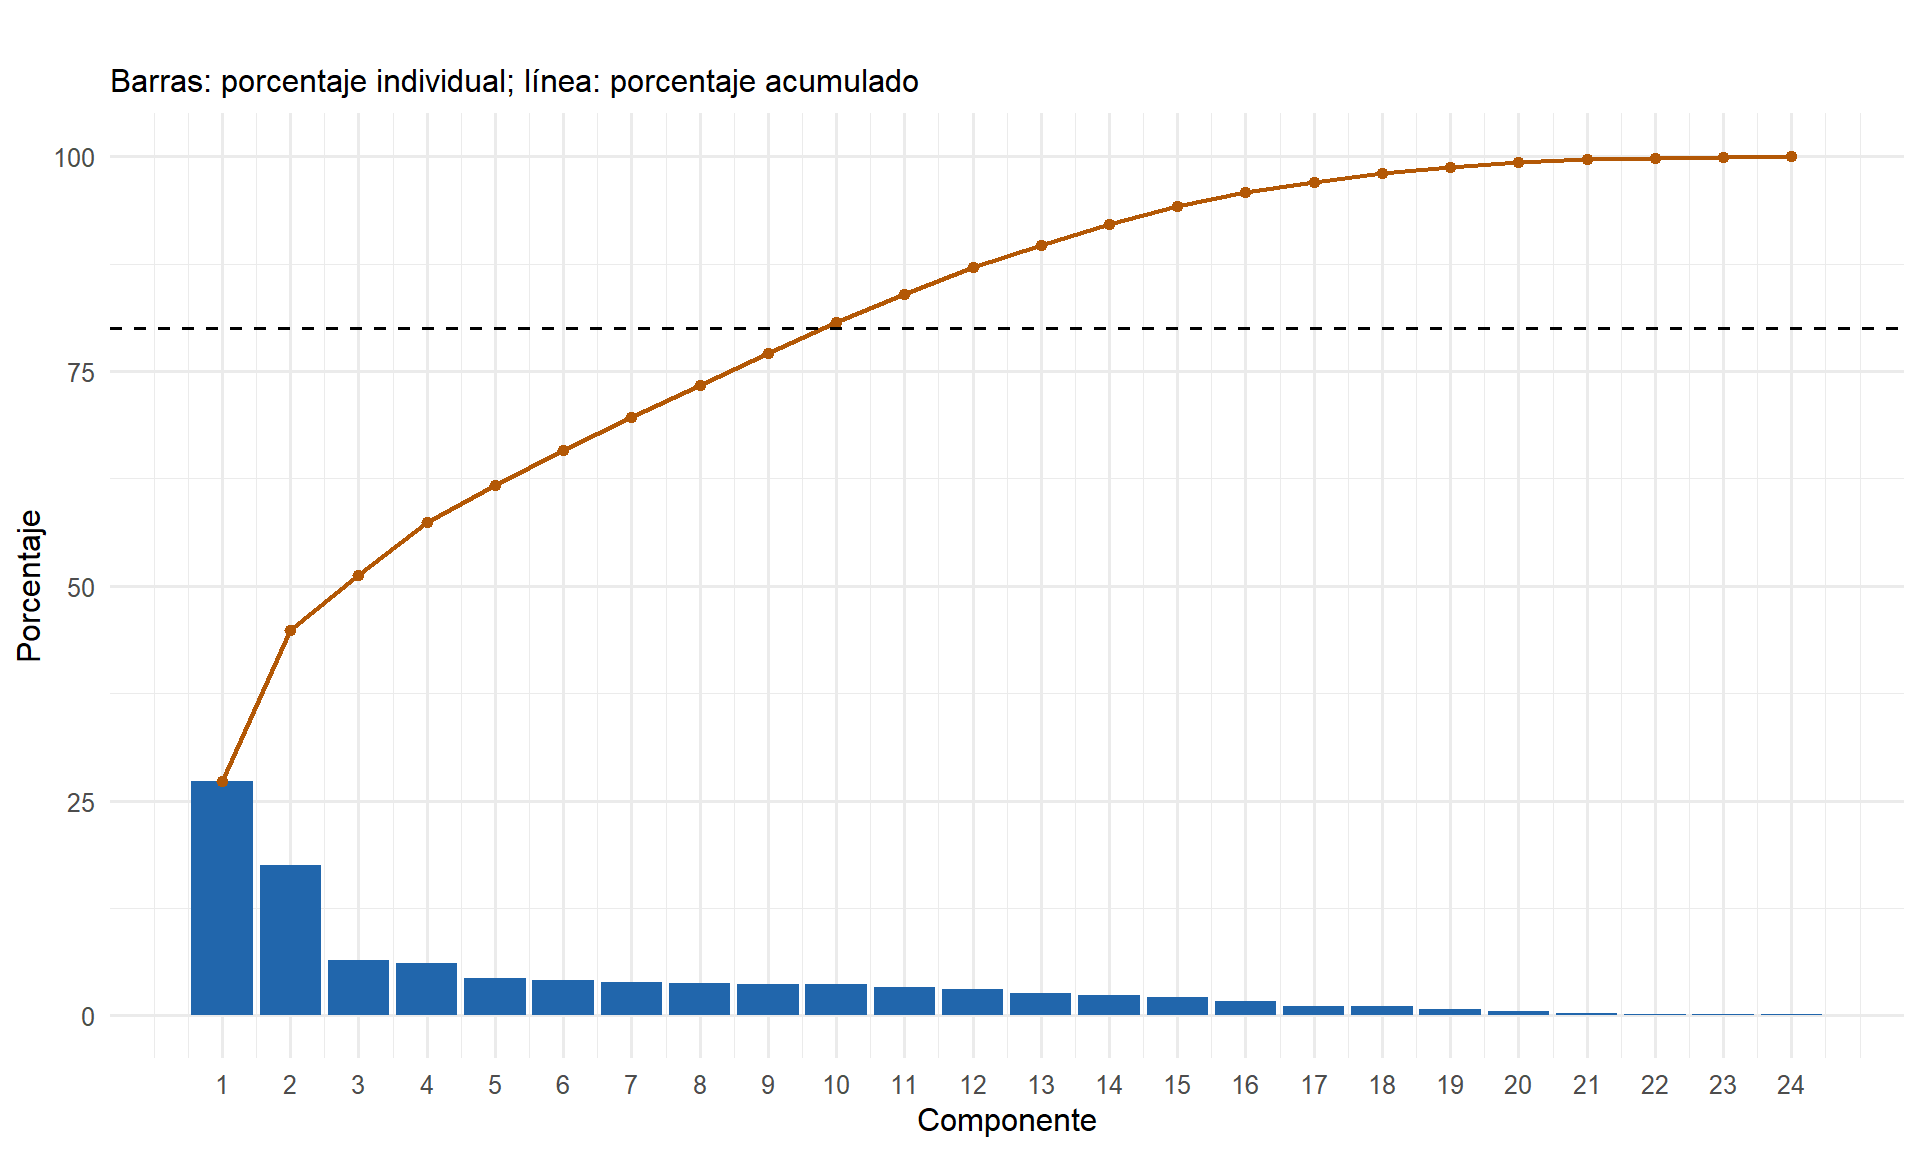 Barras: porcentaje individual; línea: porcentaje acumulado
100
75
50
25
0
Porcentaje
1 2 3 4 5 6 7 8 9 10 11 12 13 14 15 16 17 18 19 20 21 22 23 24
Componente